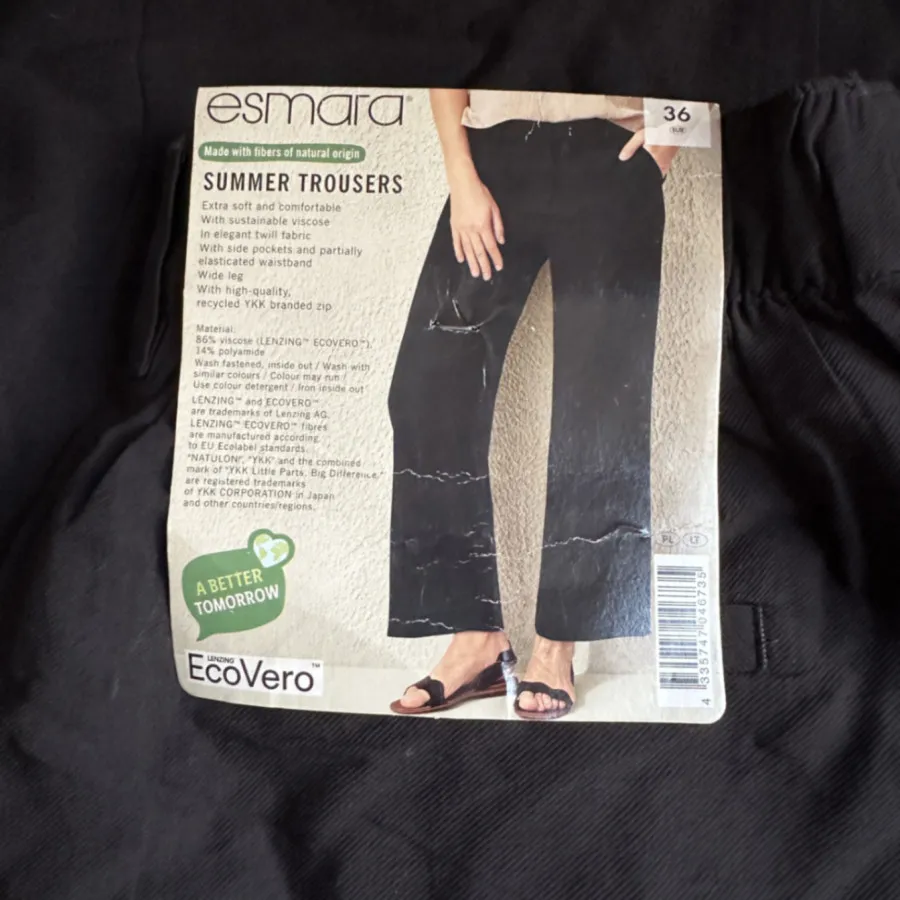 esmara®
36
(EUR)
Made with fibers of natural origin
SUMMER TROUSERS
Extra soft and comfortable
With sustainable viscose
In elegant twill fabric
With side pockets and partially
elasticated waistband
Wide leg
With high-quality,
recycled YKK branded zip
Material:
86% viscose (LENZING™ ECOVERO™),
14% polyamide
Wash fastened, inside out / Wash with
similar colours / Colour may run /
Use colour detergent / Iron inside out
LENZING™ and ECOVERO™
are trademarks of Lenzing AG.
LENZING™ ECOVERO™ fibres
are manufactured according
to EU Ecolabel standards.
"NATULON", "YKK" and the combined
mark of "YKK Little Parts. Big Difference."
are registered trademarks
of YKK CORPORATION in Japan
and other countries/regions.
PL LT
A BETTER
TOMORROW
LENZING
EcoVero™
4 335747 046735